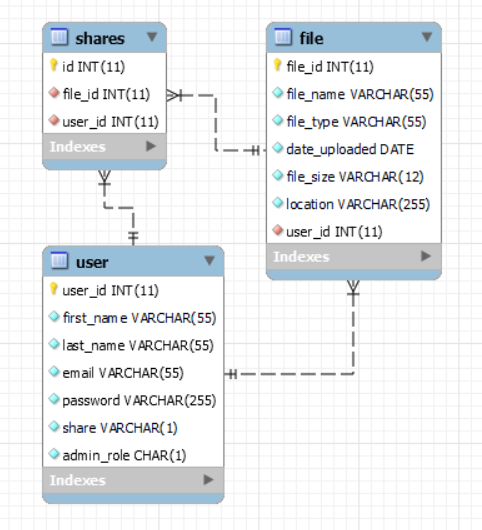 shares
id INT(11)
file_id INT(11)
user_id INT(11)
Indexes
file
file_id INT(11)
file_name VARCHAR(55)
file_type VARCHAR(55)
date_uploaded DATE
file_size VARCHAR(12)
location VARCHAR(255)
user_id INT(11)
Indexes
user
user_id INT(11)
first_name VARCHAR(55)
last_name VARCHAR(55)
email VARCHAR(55)
password VARCHAR(255)
share VARCHAR(1)
admin_role CHAR(1)
Indexes